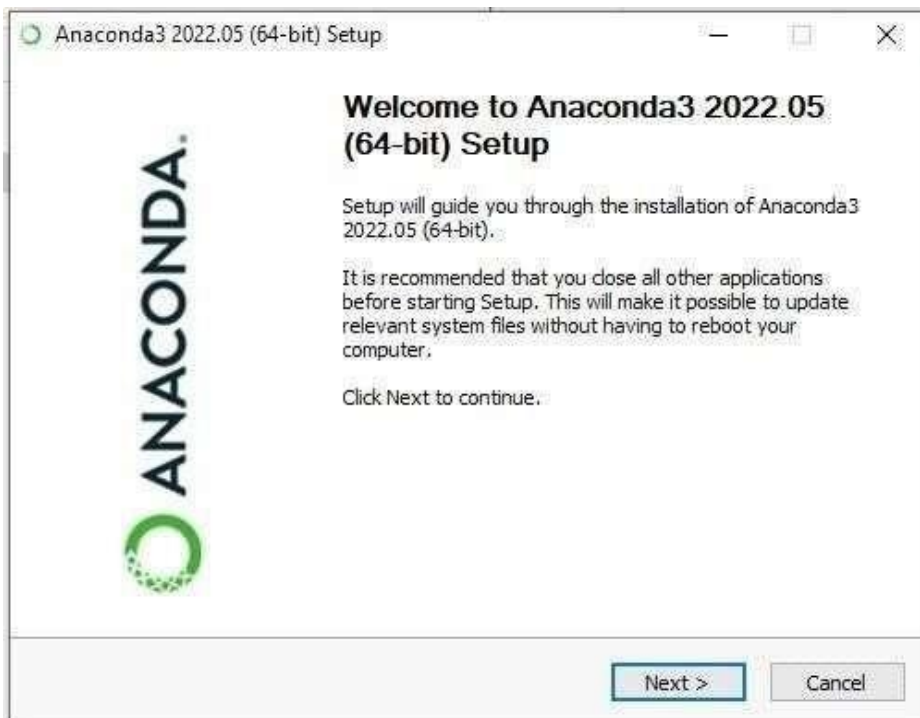 Anaconda3 2022.05 (64-bit) Setup
Welcome to Anaconda3 2022.05
(64-bit) Setup
Setup will guide you through the installation of Anaconda3
2022.05 (64-bit).
It is recommended that you close all other applications
before starting Setup. This will make it possible to update
relevant system files without having to reboot your
computer.
Click Next to continue.
ANACONDA.
Next >
Cancel